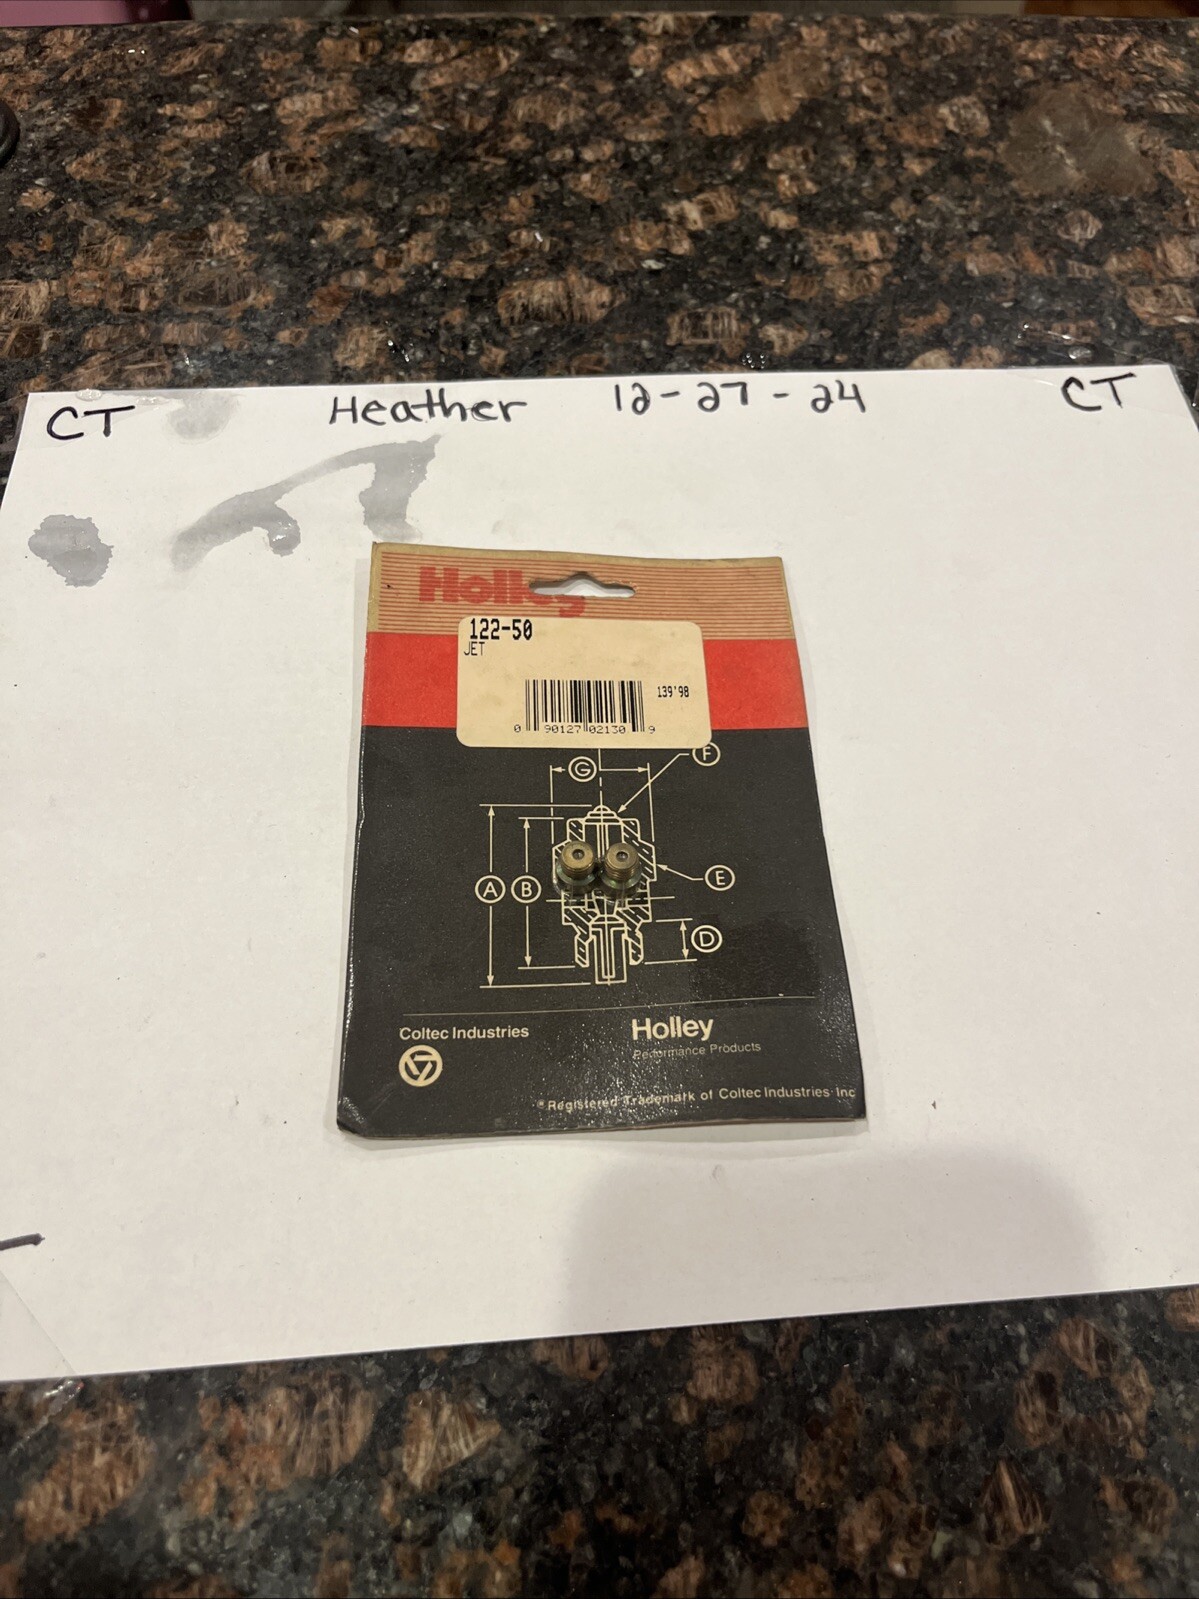 CT Heather 12-27-24 CT
Holley
122-50
JET
139'98
0 90127 02130 9
F
G
A B E
D
Coltec Industries Holley
Performance Products
®Registered Trademark of Coltec Industries Inc